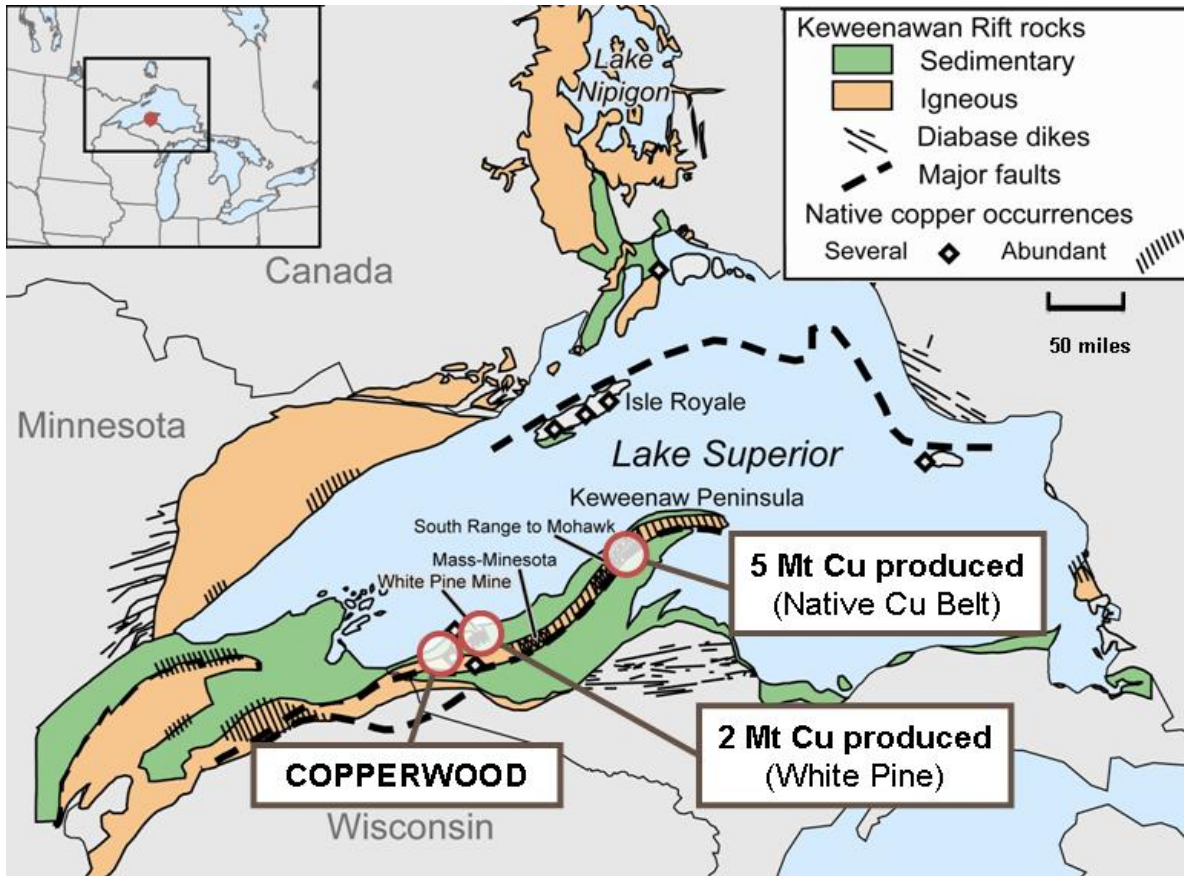 Keweenawan Rift rocks
Sedimentary
Igneous
Diabase dikes
Major faults
Native copper occurrences
Several
Abundant
50 miles
Lake
Nipigon
Canada
Minnesota
Isle Royale
Lake Superior
Keweenaw Peninsula
South Range to Mohawk
Mass-Minesota
White Pine Mine
5 Mt Cu produced
(Native Cu Belt)
2 Mt Cu produced
(White Pine)
COPPERWOOD
Wisconsin